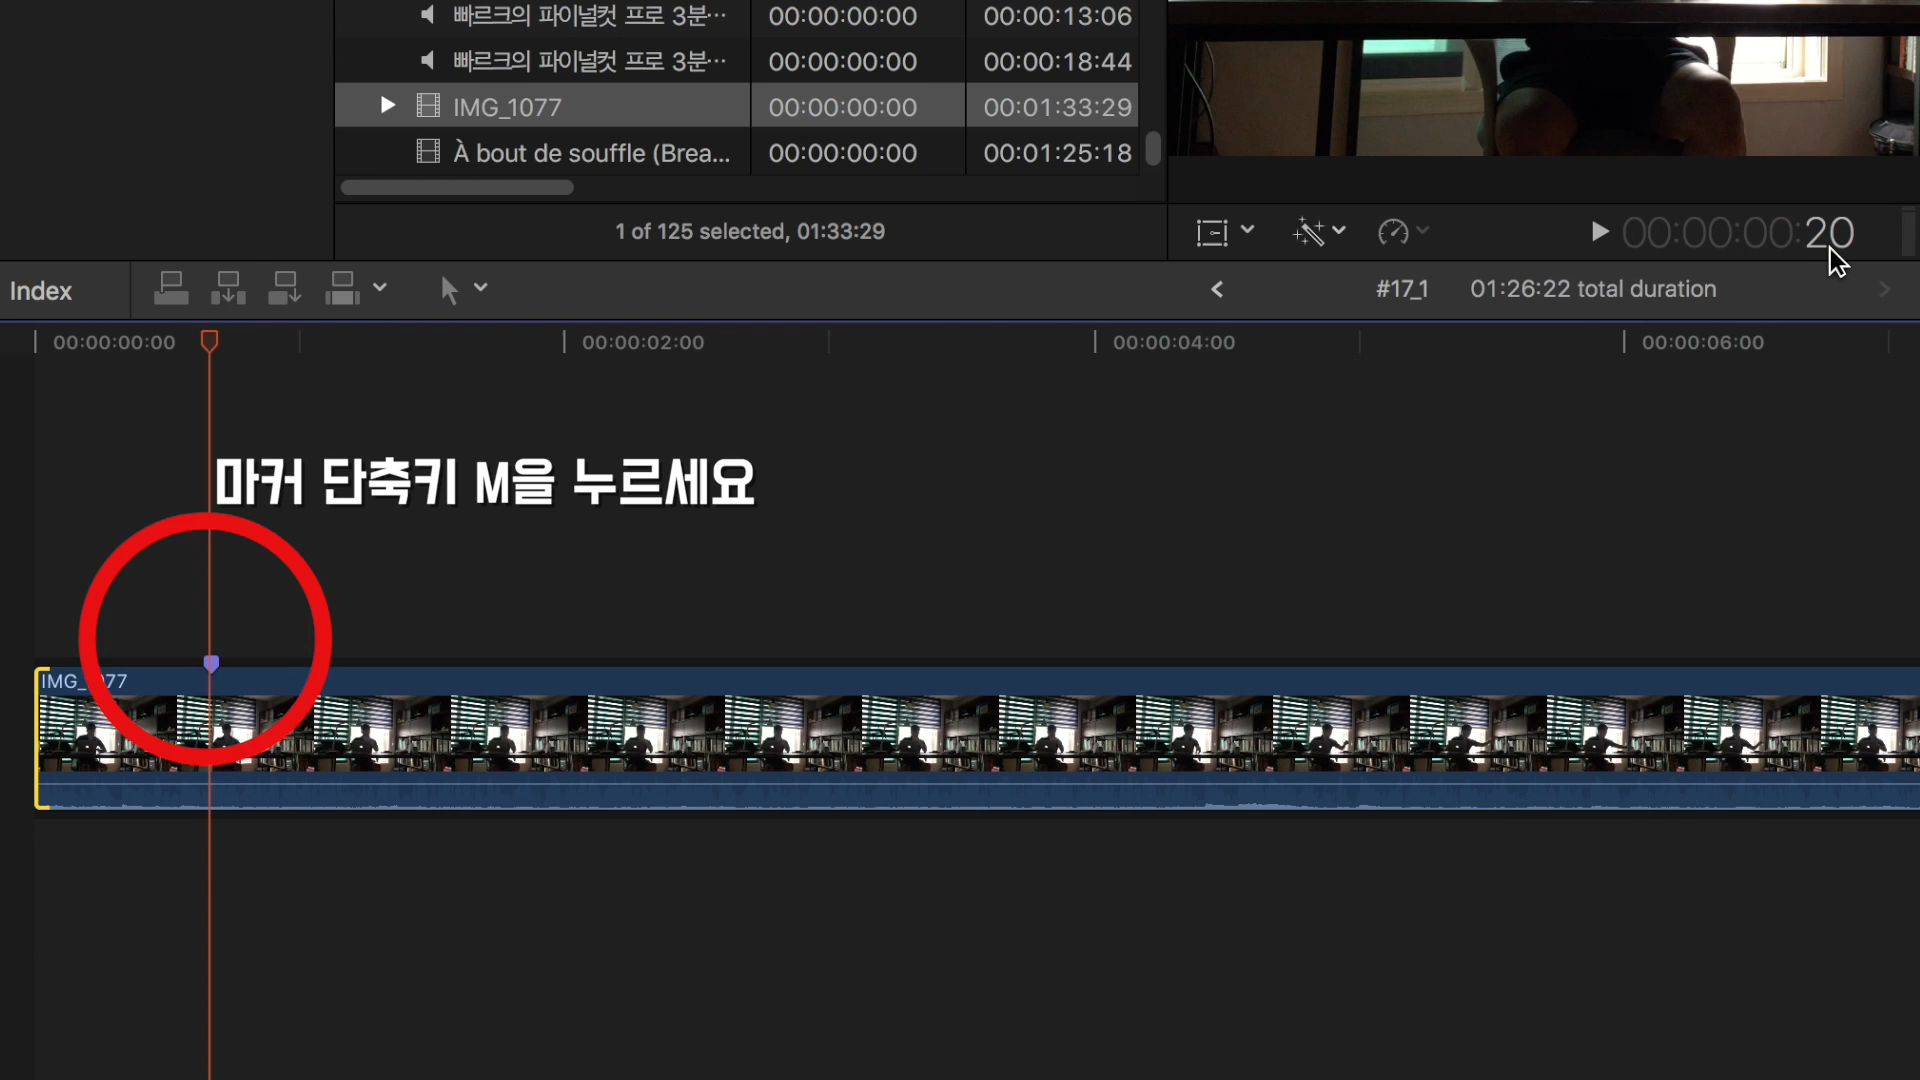 빠르크의 파이널컷 프로 3분… 00:00:00:00 00:00:13:06
빠르크의 파이널컷 프로 3분… 00:00:00:00 00:00:18:44
IMG_1077 00:00:00:00 00:01:33:29
À bout de souffle (Brea... 00:00:00:00 00:01:25:18
1 of 125 selected, 01:33:29
00:00:00:20
Index
#17_1 01:26:22 total duration
00:00:00:00 00:00:02:00 00:00:04:00 00:00:06:00
마커 단축키 M을 누르세요
IMG_1077